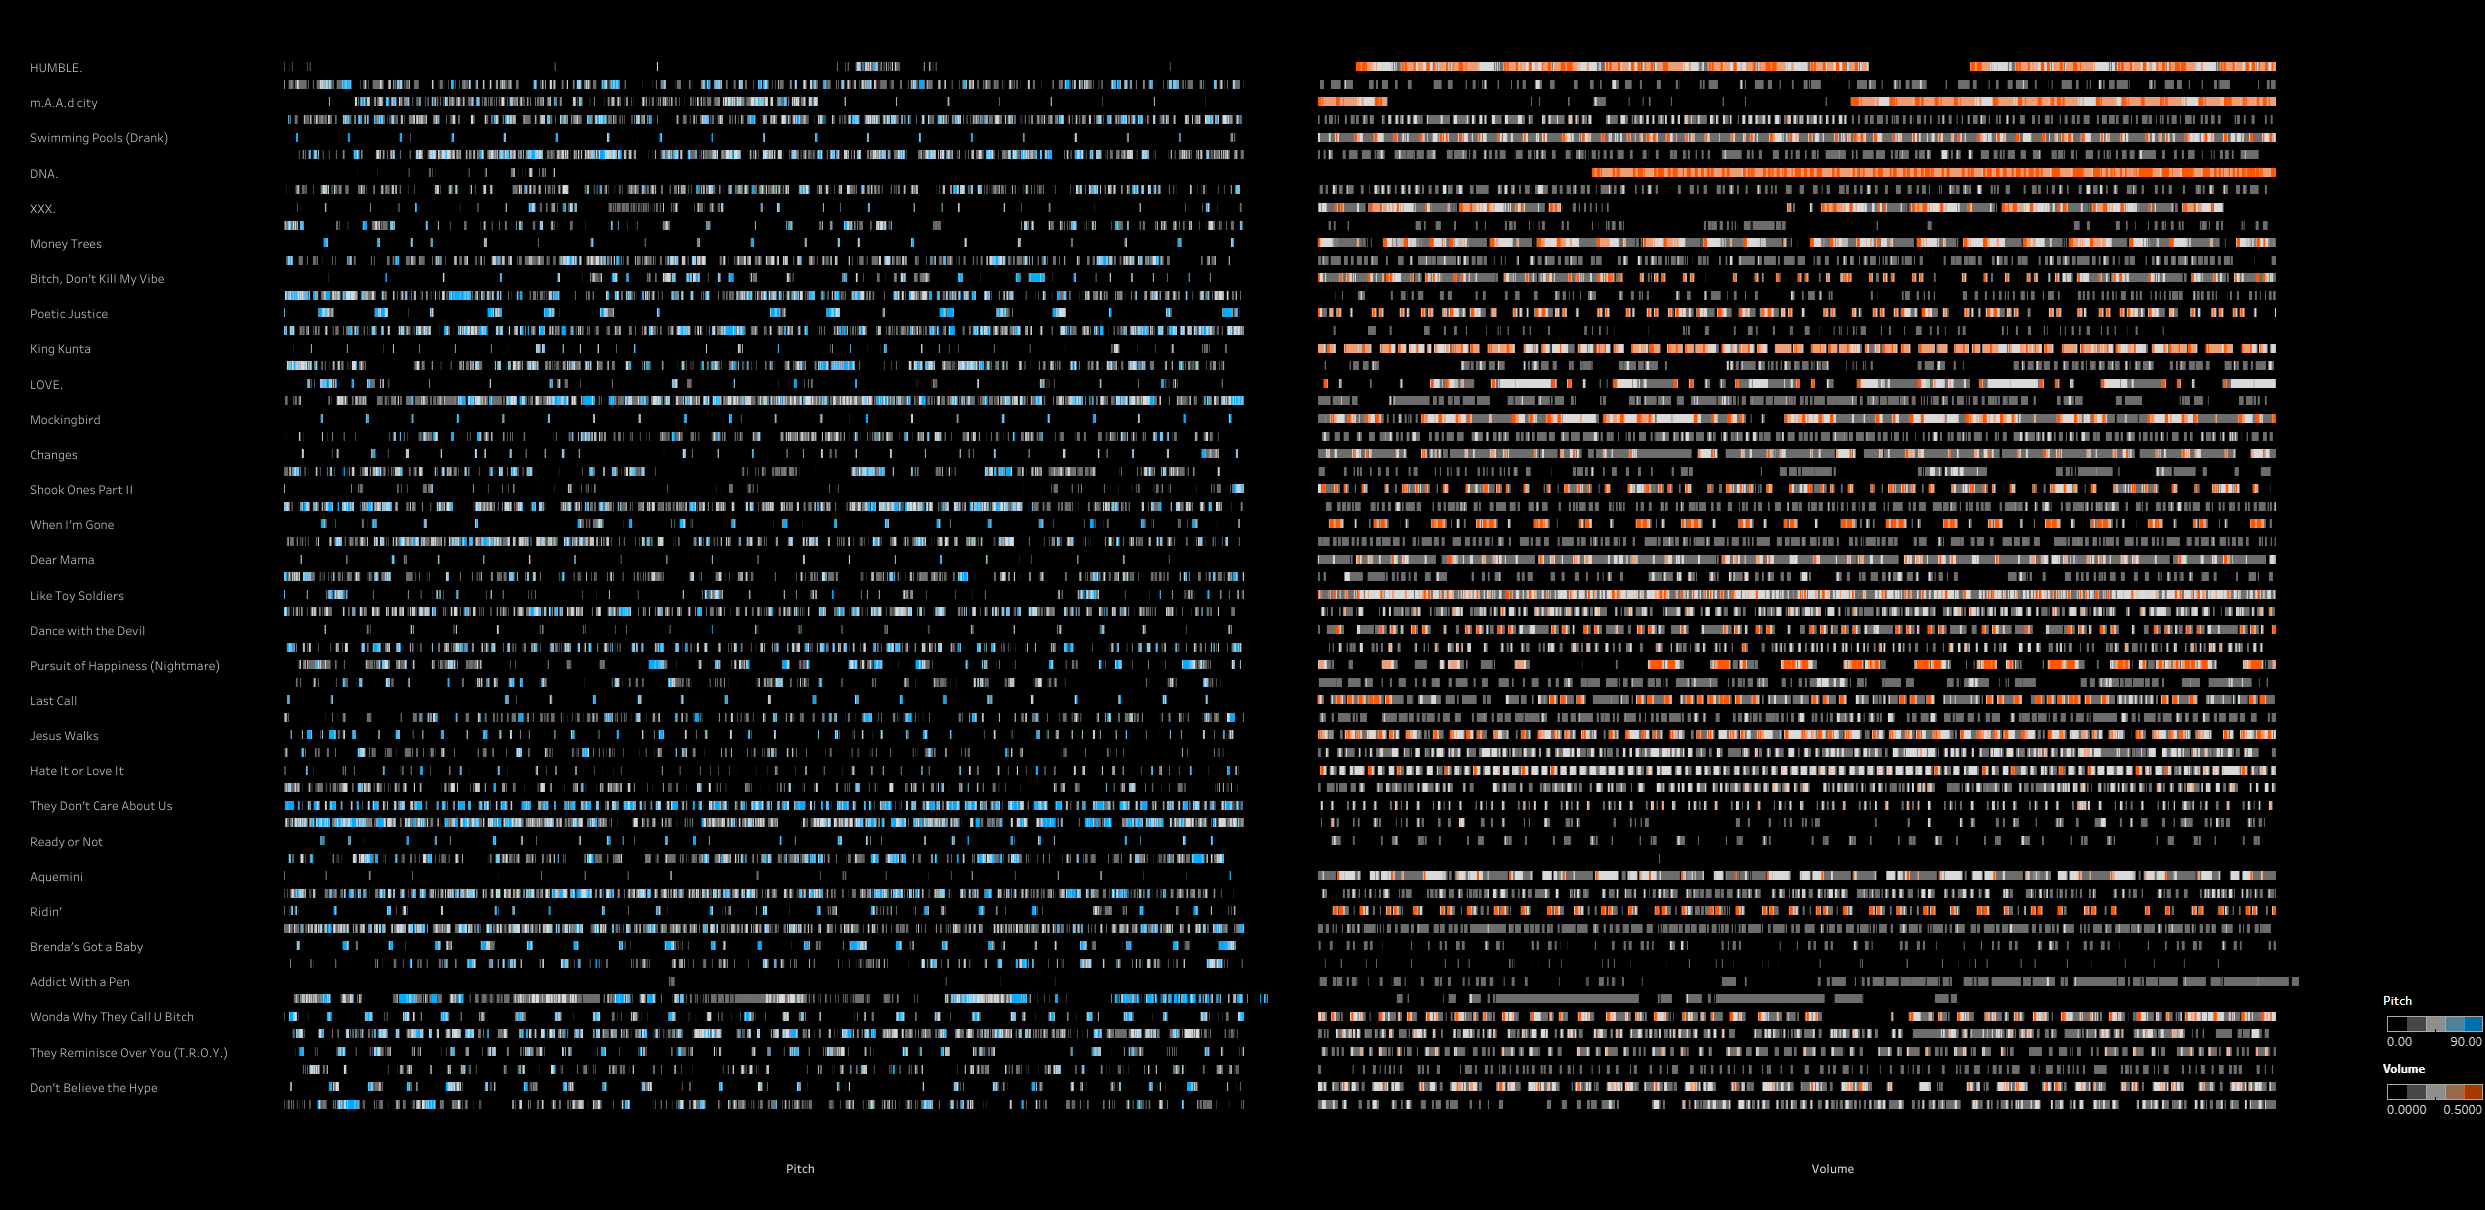 HUMBLE.
m.A.A.d city
Swimming Pools (Drank)
DNA.
XXX.
Money Trees
Bitch, Don't Kill My Vibe
Poetic Justice
King Kunta
LOVE.
Mockingbird
Changes
Shook Ones Part II
When I'm Gone
Dear Mama
Like Toy Soldiers
Dance with the Devil
Pursuit of Happiness (Nightmare)
Last Call
Jesus Walks
Hate It or Love It
They Don't Care About Us
Ready or Not
Aquemini
Ridin'
Brenda's Got a Baby
Addict With a Pen
Wonda Why They Call U Bitch
They Reminisce Over You (T.R.O.Y.)
Don't Believe the Hype
Pitch
Volume
Pitch
0.00 90.00
Volume
0.0000 0.5000